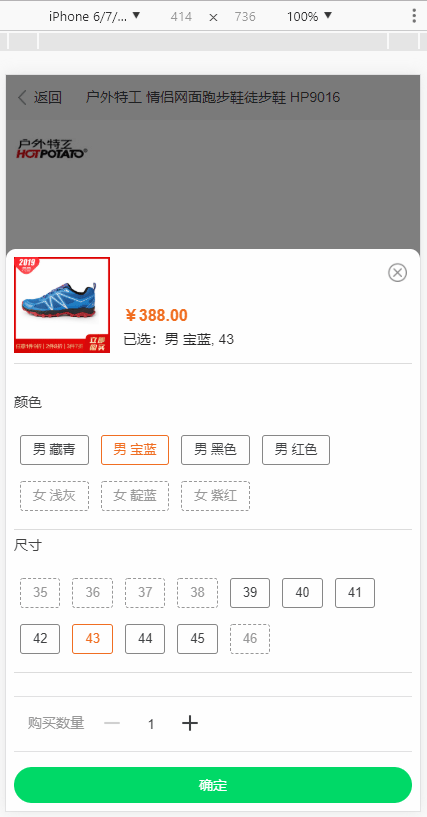 iPhone 6/7/... ▼ 414 × 736 100% ▼
返回 户外特工 情侣网面跑步鞋徒步鞋 HP9016
户外特工
HOTPOTATO®
2019
¥388.00
已选：男 宝蓝, 43
立即
购买
颜色
男 藏青 男 宝蓝 男 黑色 男 红色
女 浅灰 女 靛蓝 女 紫红
尺寸
35 36 37 38 39 40 41
42 43 44 45 46
购买数量 — 1 +
确定